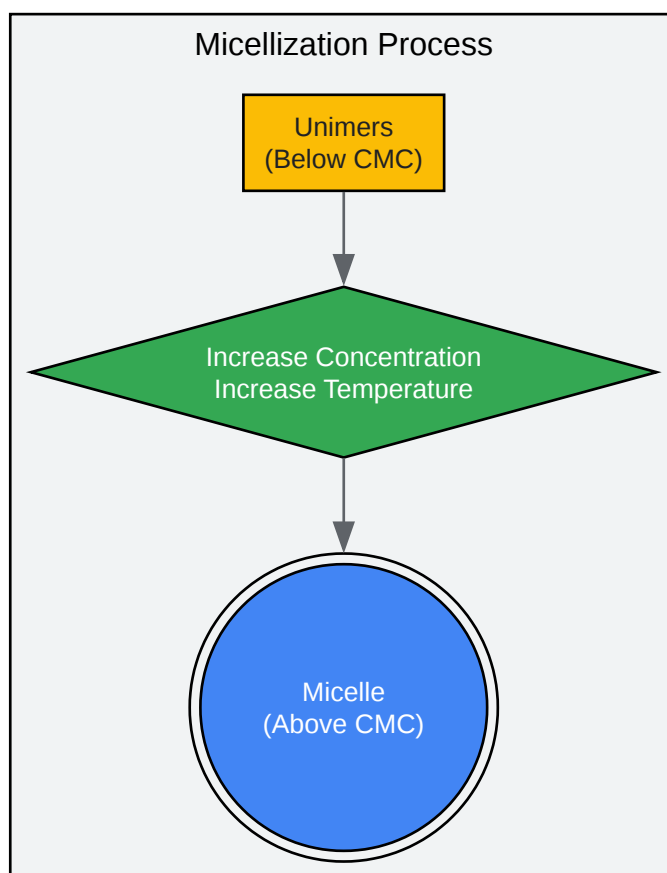 Micellization Process
Unimers
(Below CMC)
Increase Concentration
Increase Temperature
Micelle
(Above CMC)